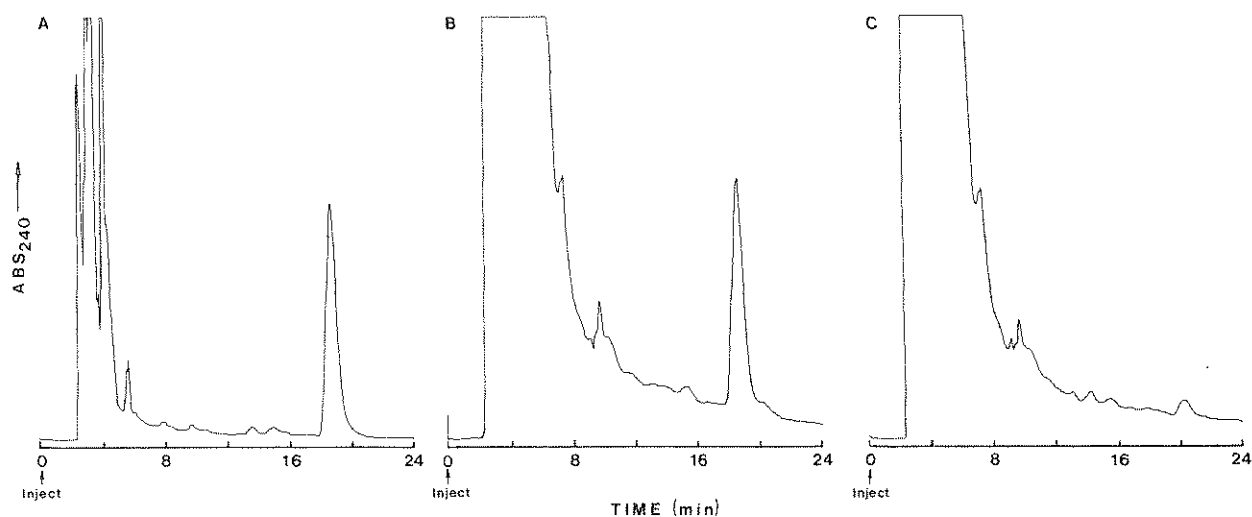 A B C
ABS240
0 8 16 24 0 8 16 24 0 8 16 24
Inject Inject Inject
TIME (min)